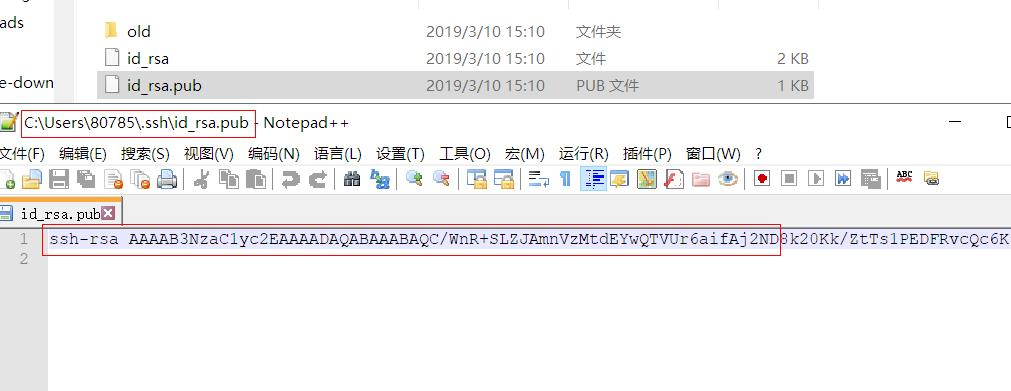 ads
e-down
old 2019/3/10 15:10 文件夹
id_rsa 2019/3/10 15:10 文件 2 KB
id_rsa.pub 2019/3/10 15:10 PUB 文件 1 KB
C:\Users\80785\.ssh\id_rsa.pub - Notepad++
文件(F) 编辑(E) 搜索(S) 视图(V) 编码(N) 语言(L) 设置(T) 工具(O) 宏(M) 运行(R) 插件(P) 窗口(W) ?
ABC
id_rsa.pub
1 ssh-rsa AAAAB3NzaC1yc2EAAAADAQABAAABAQC/WnR+SLZJAmnVzMtdEYwQTVUr6aifAj2ND8k20Kk/ZtTs1PEDFRvcQc6K
2